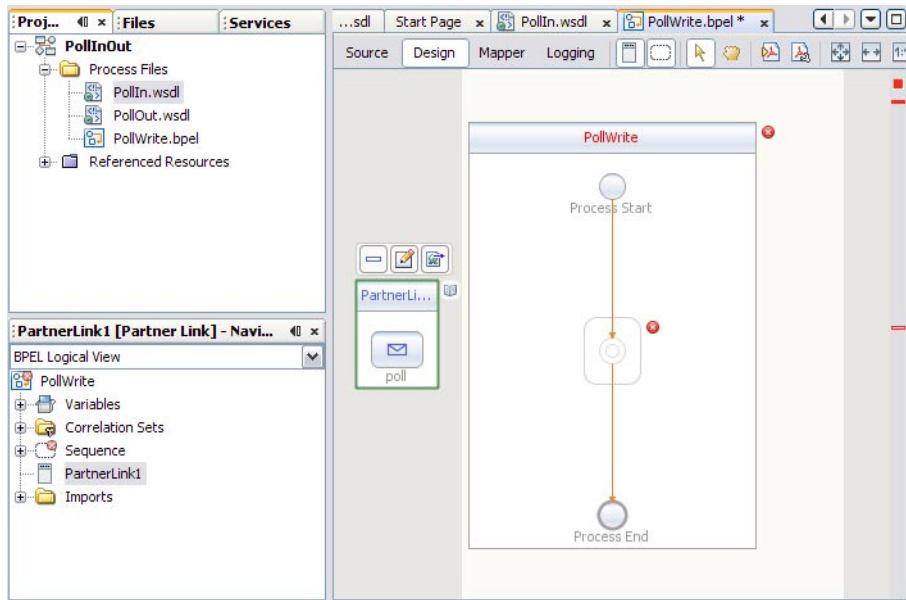 Proj...
Files
Services
PollInOut
Process Files
PollIn.wsdl
PollOut.wsdl
PollWrite.bpel
Referenced Resources
PartnerLink1 [Partner Link] - Navi...
BPEL Logical View
PollWrite
Variables
Correlation Sets
Sequence
PartnerLink1
Imports
...sdl
Start Page
PollIn.wsdl
PollWrite.bpel *
Source
Design
Mapper
Logging
1:1
PollWrite
Process Start
PartnerLi...
poll
Process End